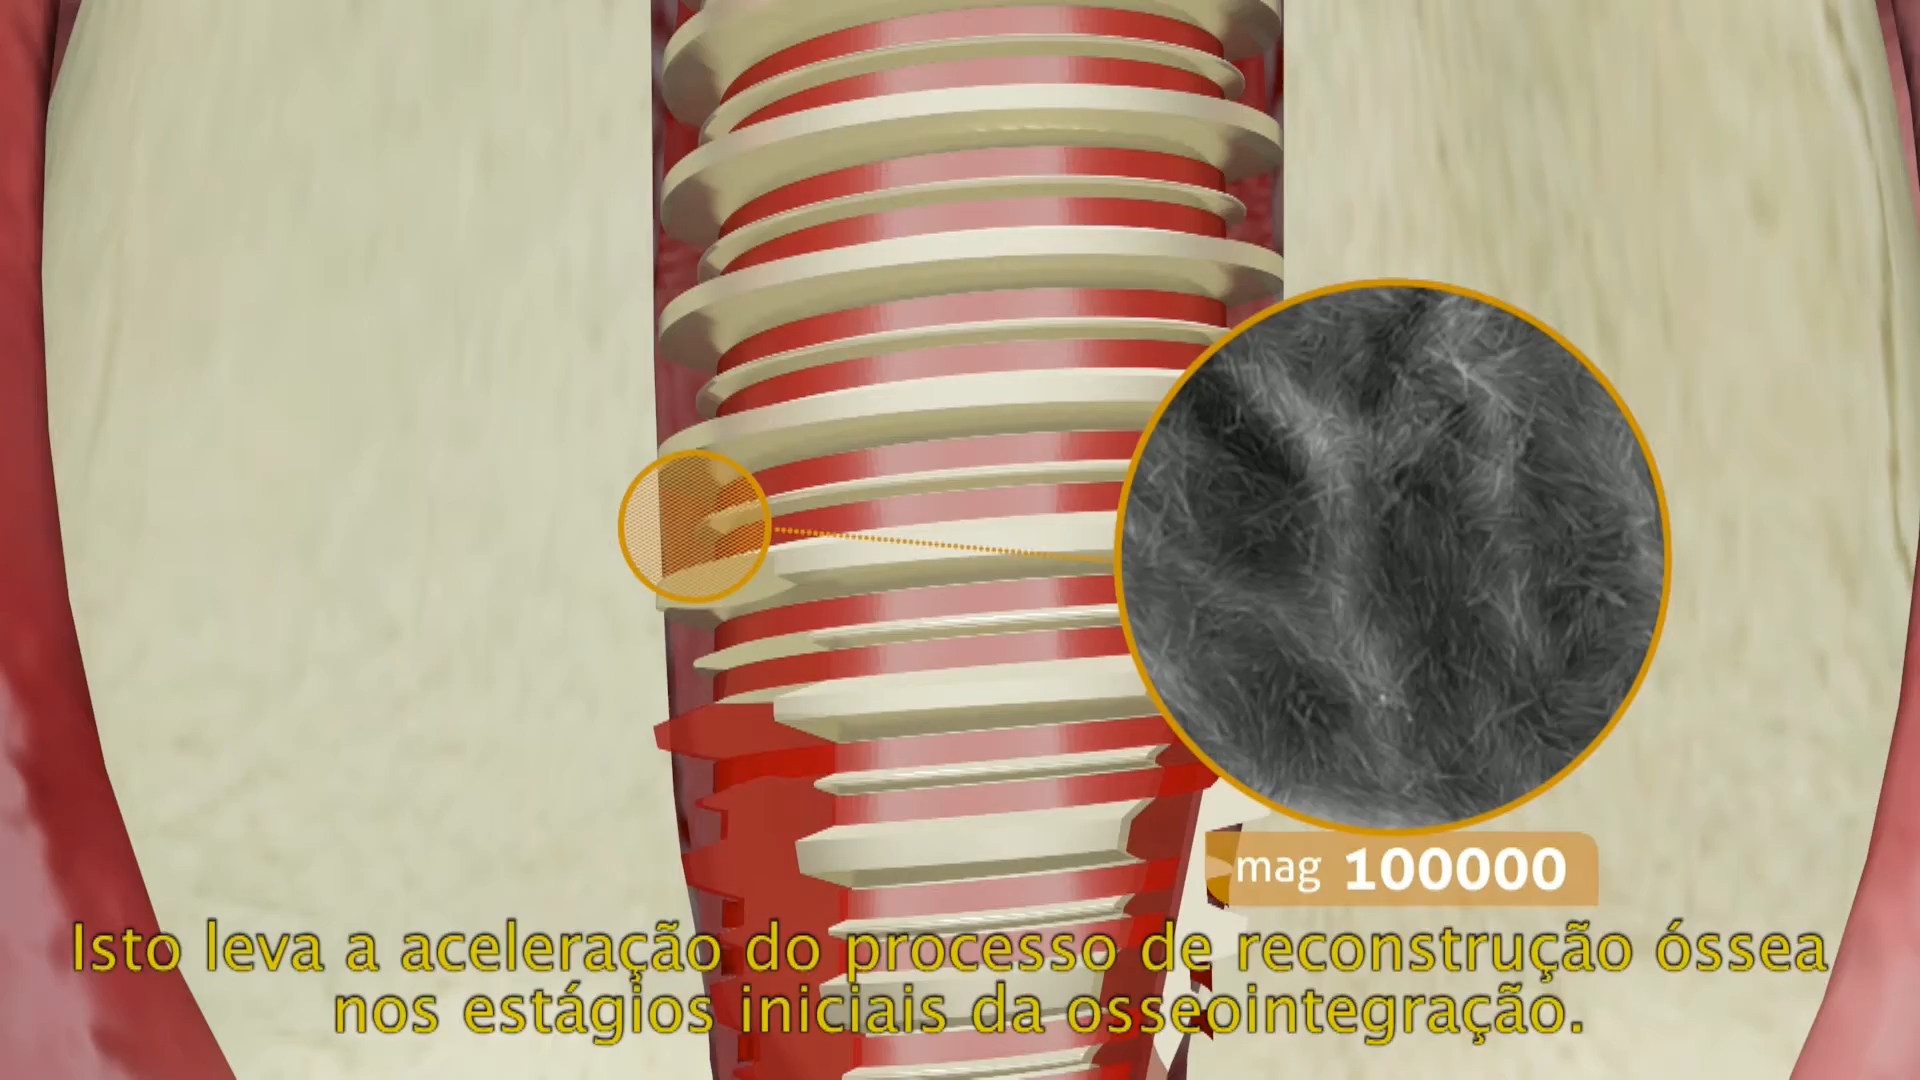 mag 100000
Isto leva a aceleração do processo de reconstrução óssea
nos estágios iniciais da osseointegração.